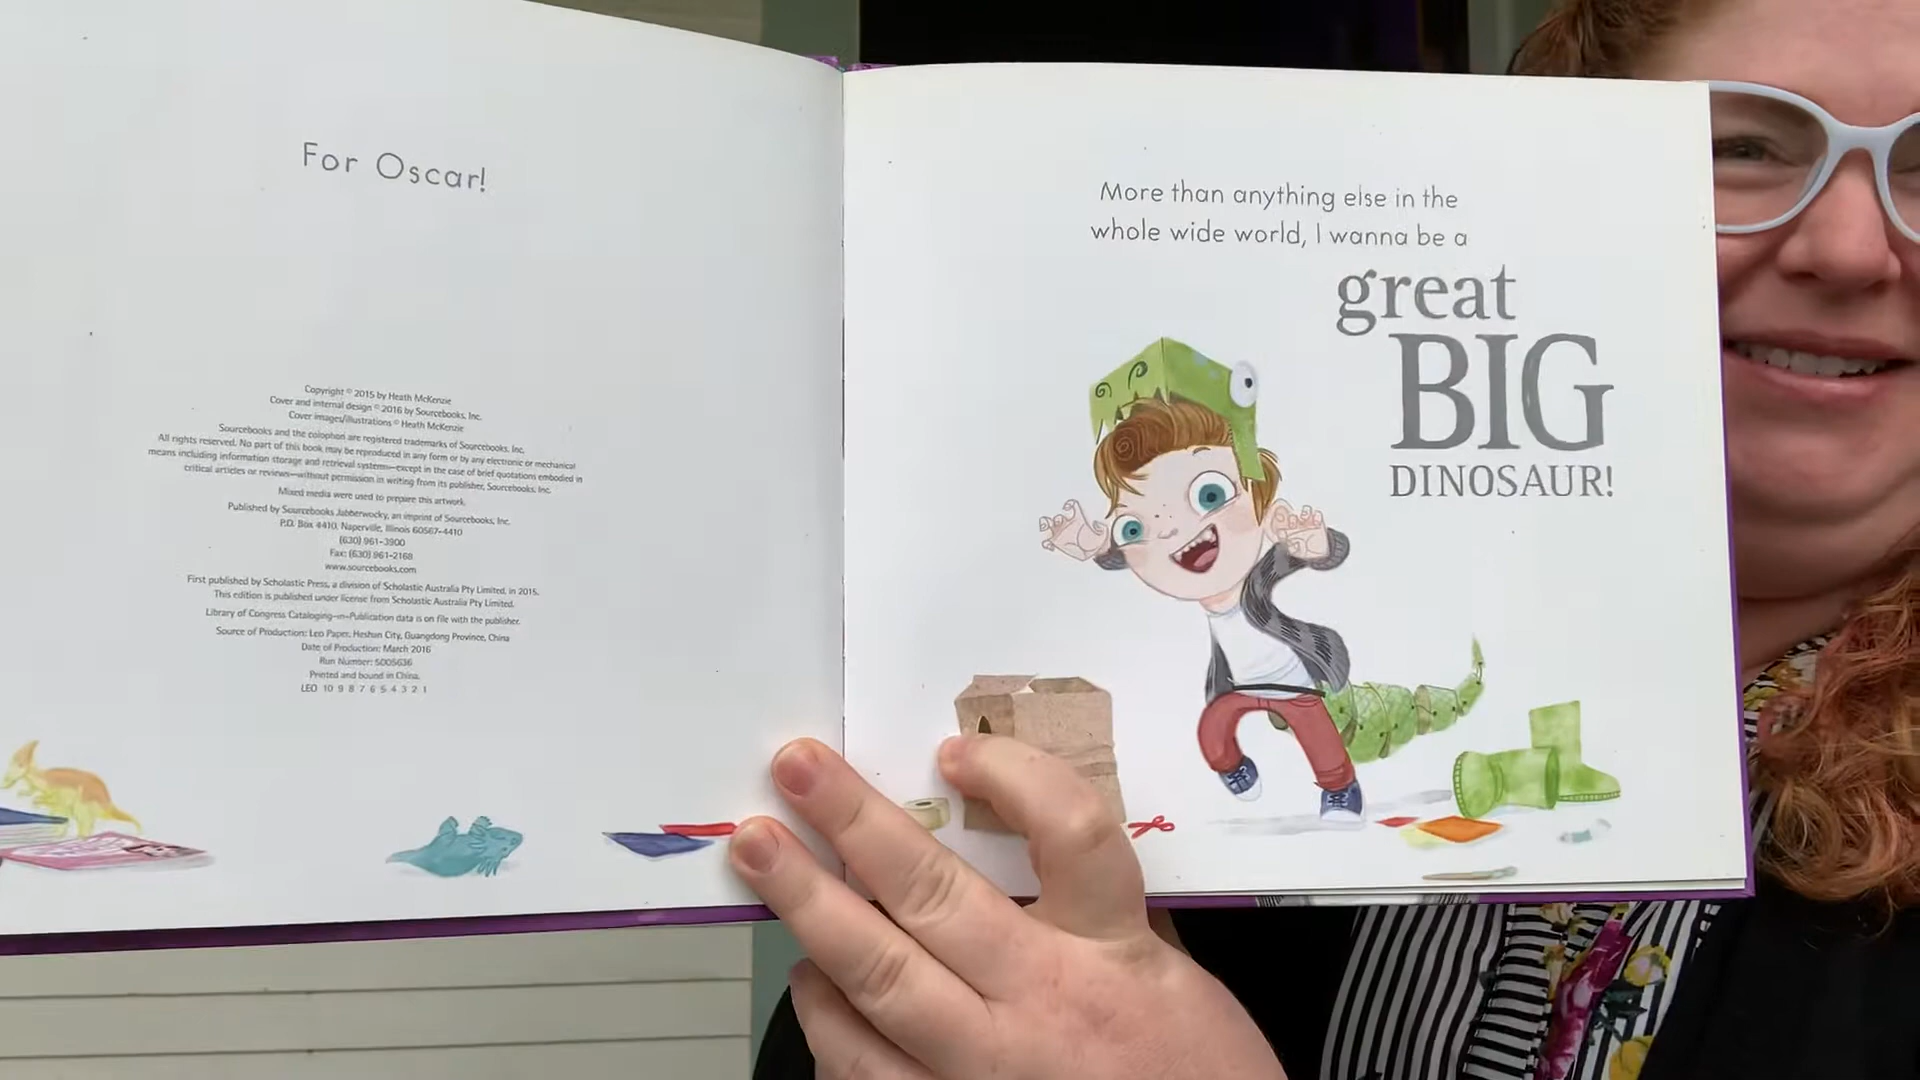 For Oscar!
Copyright © 2015 by Heath McKenzie
Cover and internal design © 2016 by Sourcebooks, Inc.
Cover images/illustrations © Heath McKenzie
Sourcebooks and the colophon are registered trademarks of Sourcebooks, Inc.
All rights reserved. No part of this book may be reproduced in any form or by any electronic or mechanical
means including information storage and retrieval systems—except in the case of brief quotations embodied in
critical articles or reviews—without permission in writing from its publisher, Sourcebooks, Inc.
Mixed media were used to prepare this artwork.
Published by Sourcebooks Jabberwocky, an imprint of Sourcebooks, Inc.
P.O. Box 4410, Naperville, Illinois 60567-4410
(630) 961-3900
Fax: (630) 961-2168
www.sourcebooks.com
First published by Scholastic Press, a division of Scholastic Australia Pty Limited, in 2015.
This edition is published under license from Scholastic Australia Pty Limited.
Library of Congress Cataloging-in-Publication data is on file with the publisher.
Source of Production: Leo Paper, Heshan City, Guangdong Province, China
Date of Production: March 2016
Run Number: 5005636
Printed and bound in China.
LEO 10 9 8 7 6 5 4 3 2 1
More than anything else in the
whole wide world, I wanna be a
great
BIG
DINOSAUR!